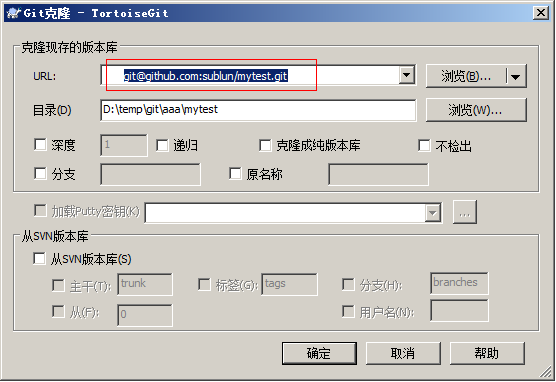 Git克隆 - TortoiseGit
克隆现存的版本库
URL: git@github.com:sublun/mytest.git 浏览(B)...
目录(D) D:\temp\git\aaa\mytest 浏览(W)...
深度 1 递归 克隆成纯版本库 不检出
分支 原名称
加载Putty密钥(K) ...
从SVN版本库
从SVN版本库(S)
主干(T): trunk 标签(G): tags 分支(H): branches
从(F): 0 用户名(N):
确定 取消 帮助